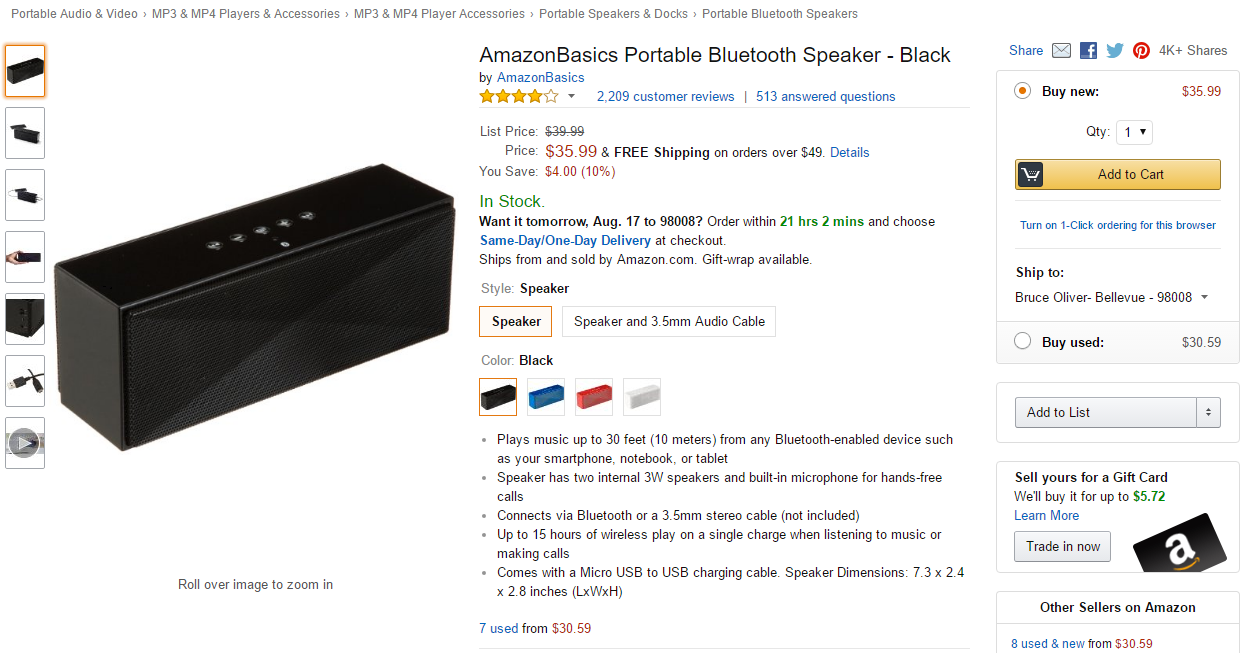 Portable Audio & Video › MP3 & MP4 Players & Accessories › MP3 & MP4 Player Accessories › Portable Speakers & Docks › Portable Bluetooth Speakers
AmazonBasics Portable Bluetooth Speaker - Black
by AmazonBasics
2,209 customer reviews | 513 answered questions
List Price: $39.99
Price: $35.99 & FREE Shipping on orders over $49. Details
You Save: $4.00 (10%)
In Stock.
Want it tomorrow, Aug. 17 to 98008? Order within 21 hrs 2 mins and choose
Same-Day/One-Day Delivery at checkout.
Ships from and sold by Amazon.com. Gift-wrap available.
Style: Speaker
Speaker
Speaker and 3.5mm Audio Cable
Color: Black
• Plays music up to 30 feet (10 meters) from any Bluetooth-enabled device such
as your smartphone, notebook, or tablet
• Speaker has two internal 3W speakers and built-in microphone for hands-free
calls
• Connects via Bluetooth or a 3.5mm stereo cable (not included)
• Up to 15 hours of wireless play on a single charge when listening to music or
making calls
• Comes with a Micro USB to USB charging cable. Speaker Dimensions: 7.3 x 2.4
x 2.8 inches (LxWxH)
7 used from $30.59
Roll over image to zoom in
Share 4K+ Shares
Buy new: $35.99
Qty: 1
Add to Cart
Turn on 1-Click ordering for this browser
Ship to:
Bruce Oliver- Bellevue - 98008
Buy used: $30.59
Add to List
Sell yours for a Gift Card
We'll buy it for up to $5.72
Learn More
Trade in now
a
Other Sellers on Amazon
8 used & new from $30.59